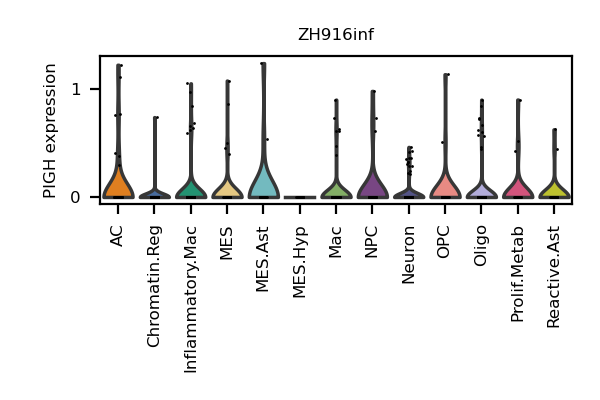 ZH916inf
PIGH expression
1
0
AC
Chromatin.Reg
Inflammatory.Mac
MES
MES.Ast
MES.Hyp
Mac
NPC
Neuron
OPC
Oligo
Prolif.Metab
Reactive.Ast